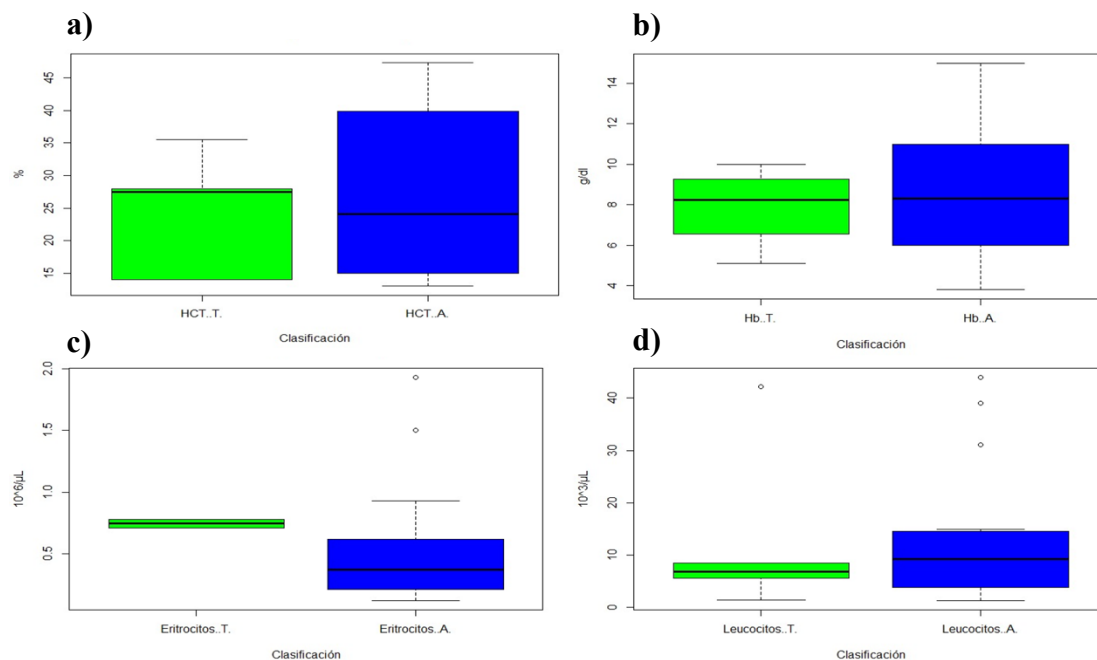 a)
%
45
40
35
30
25
20
15
HCT..T. HCT..A.
Clasificación
b)
g/dl
14
12
10
8
6
4
Hb..T. Hb..A.
Clasificación
c)
10^6/µL
2.0
1.5
1.0
0.5
Eritrocitos..T. Eritrocitos..A.
Clasificación
d)
10^3/µL
40
30
20
10
0
Leucocitos..T. Leucocitos..A.
Clasificación